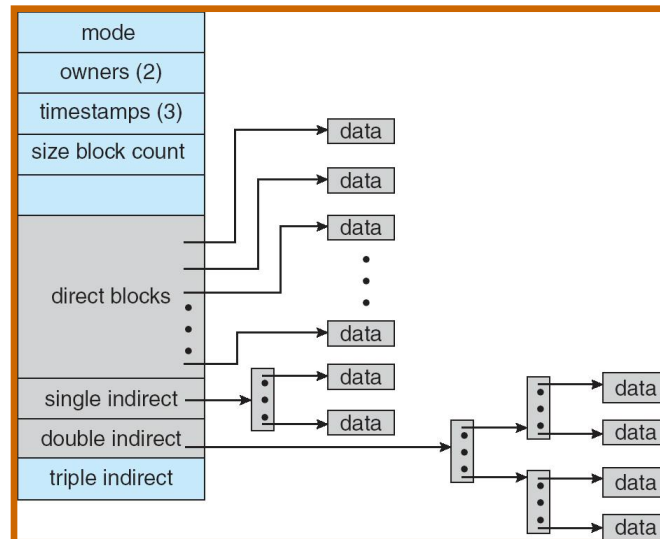 mode
owners (2)
timestamps (3)
size block count
data
data
data
direct blocks
data
single indirect
data
data
double indirect
data
data
triple indirect
data
data